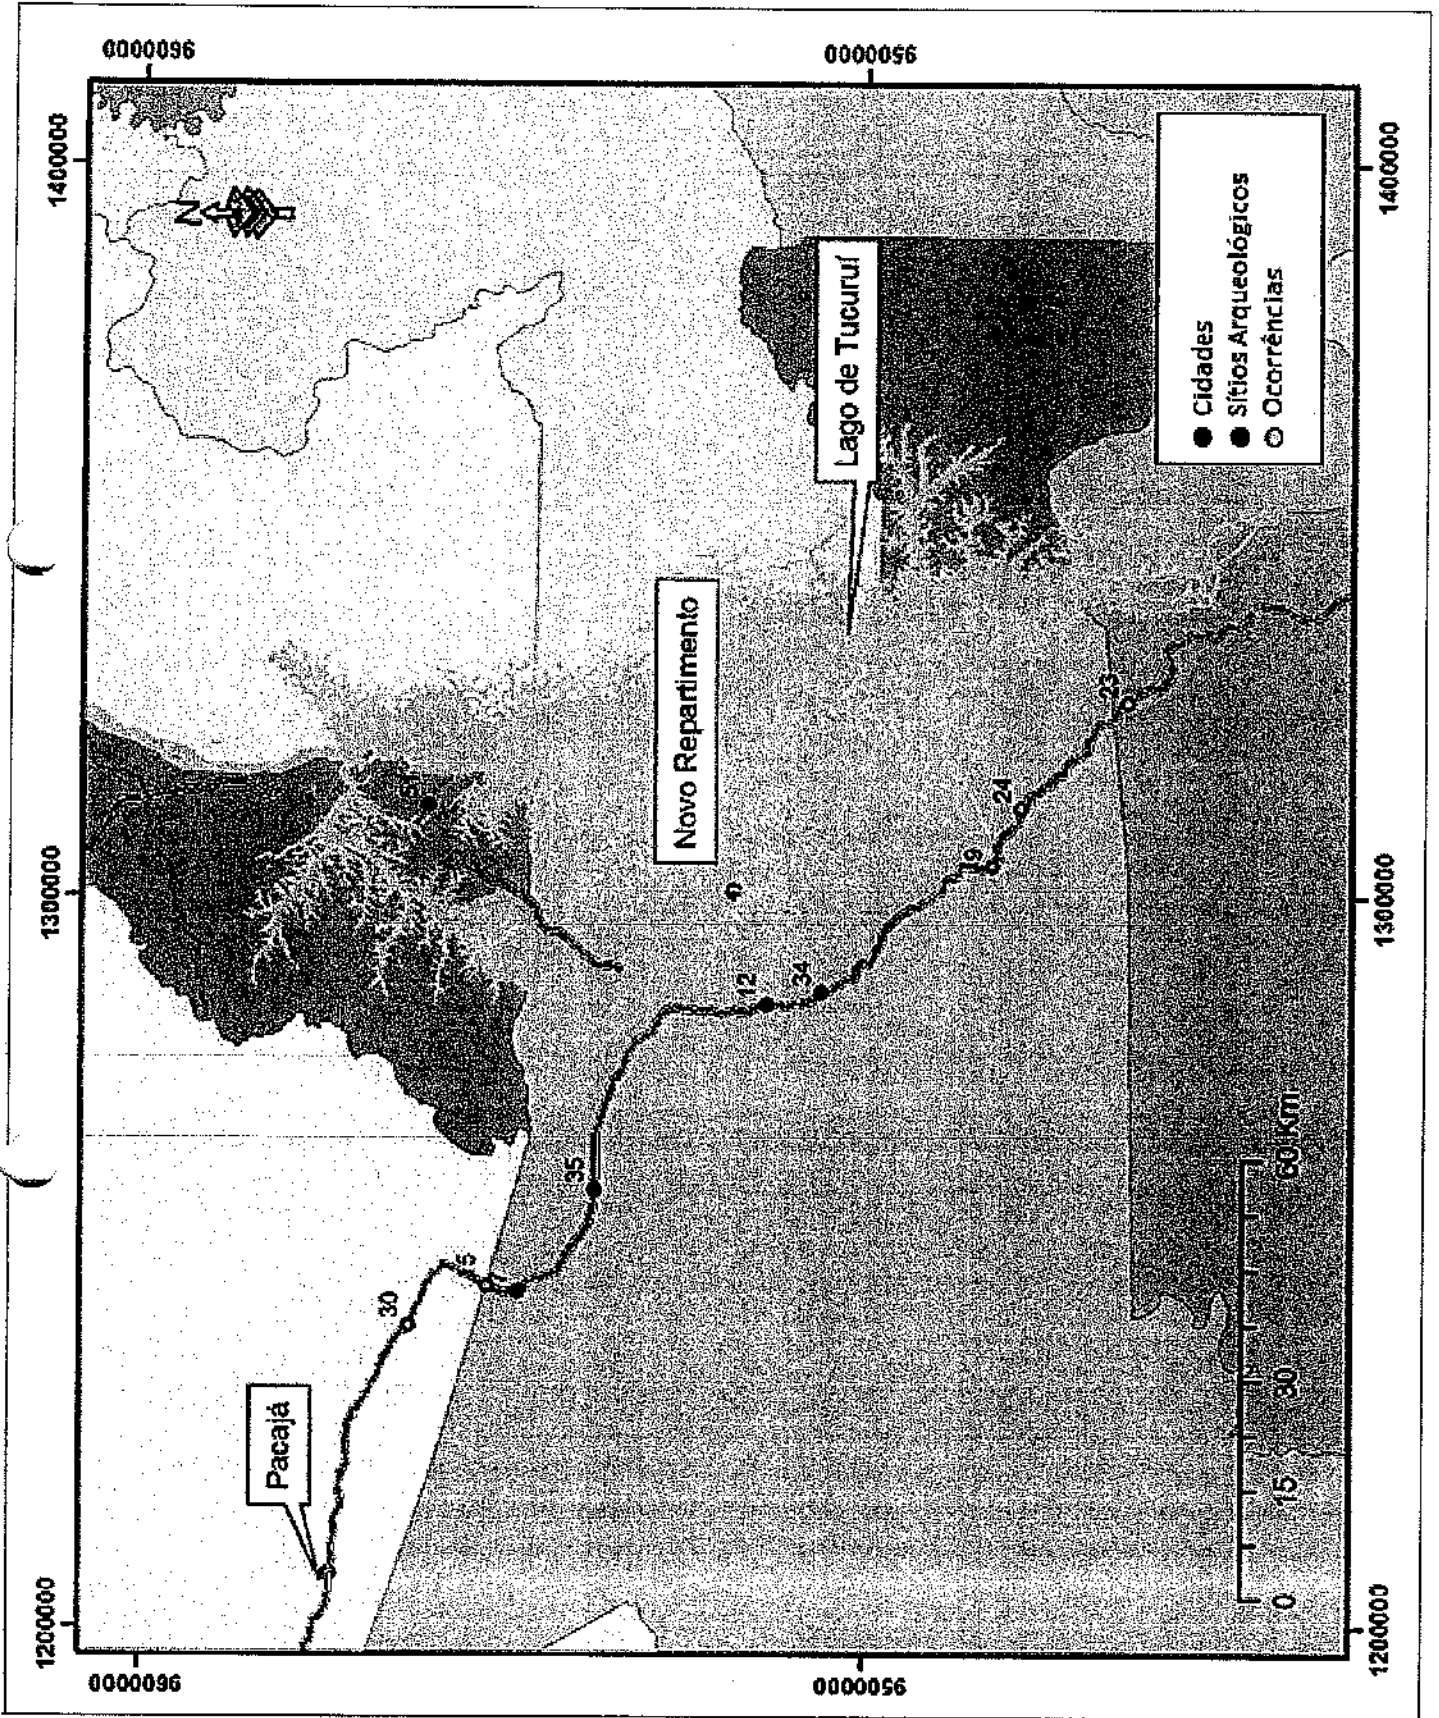 1200000 1300000 1400000
9600000 9600000
N
Pacajá
30
35
Novo Repartimento
12
34
Lago de Tucuruí
9500000 9500000
19
24
23
Cidades
Sítios Arqueológicos
Ocorrências
0 15 30 60 km
1200000 1300000 1400000